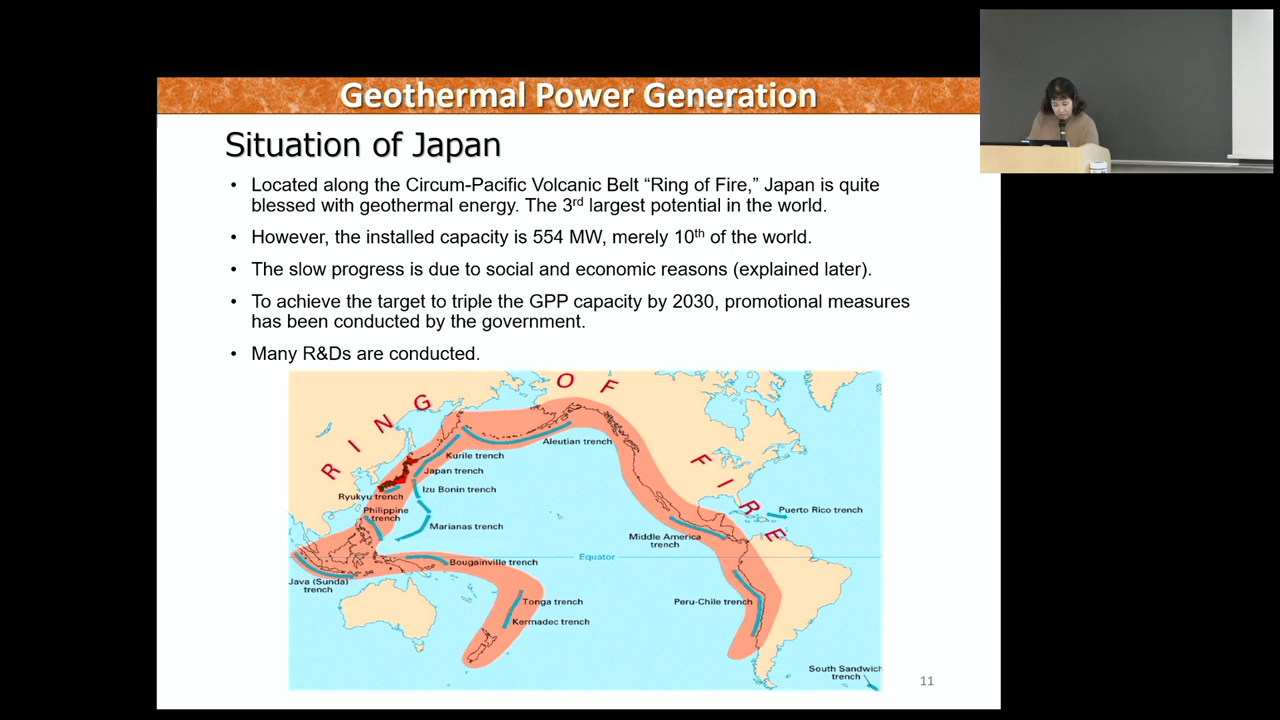 Geothermal Power Generation
Situation of Japan
• Located along the Circum-Pacific Volcanic Belt “Ring of Fire,” Japan is quite
blessed with geothermal energy. The 3rd largest potential in the world.
• However, the installed capacity is 554 MW, merely 10th of the world.
• The slow progress is due to social and economic reasons (explained later).
• To achieve the target to triple the GPP capacity by 2030, promotional measures
has been conducted by the government.
• Many R&Ds are conducted.
RING OF FIRE
Aleutian trench
Kurile trench
Japan trench
Izu Bonin trench
Ryukyu trench
Philippine
trench
Marianas trench
Puerto Rico trench
Middle America
trench
Equator
Bougainville trench
Java (Sunda)
trench
Tonga trench
Peru-Chile trench
Kermadec trench
South Sandwich
trench
11